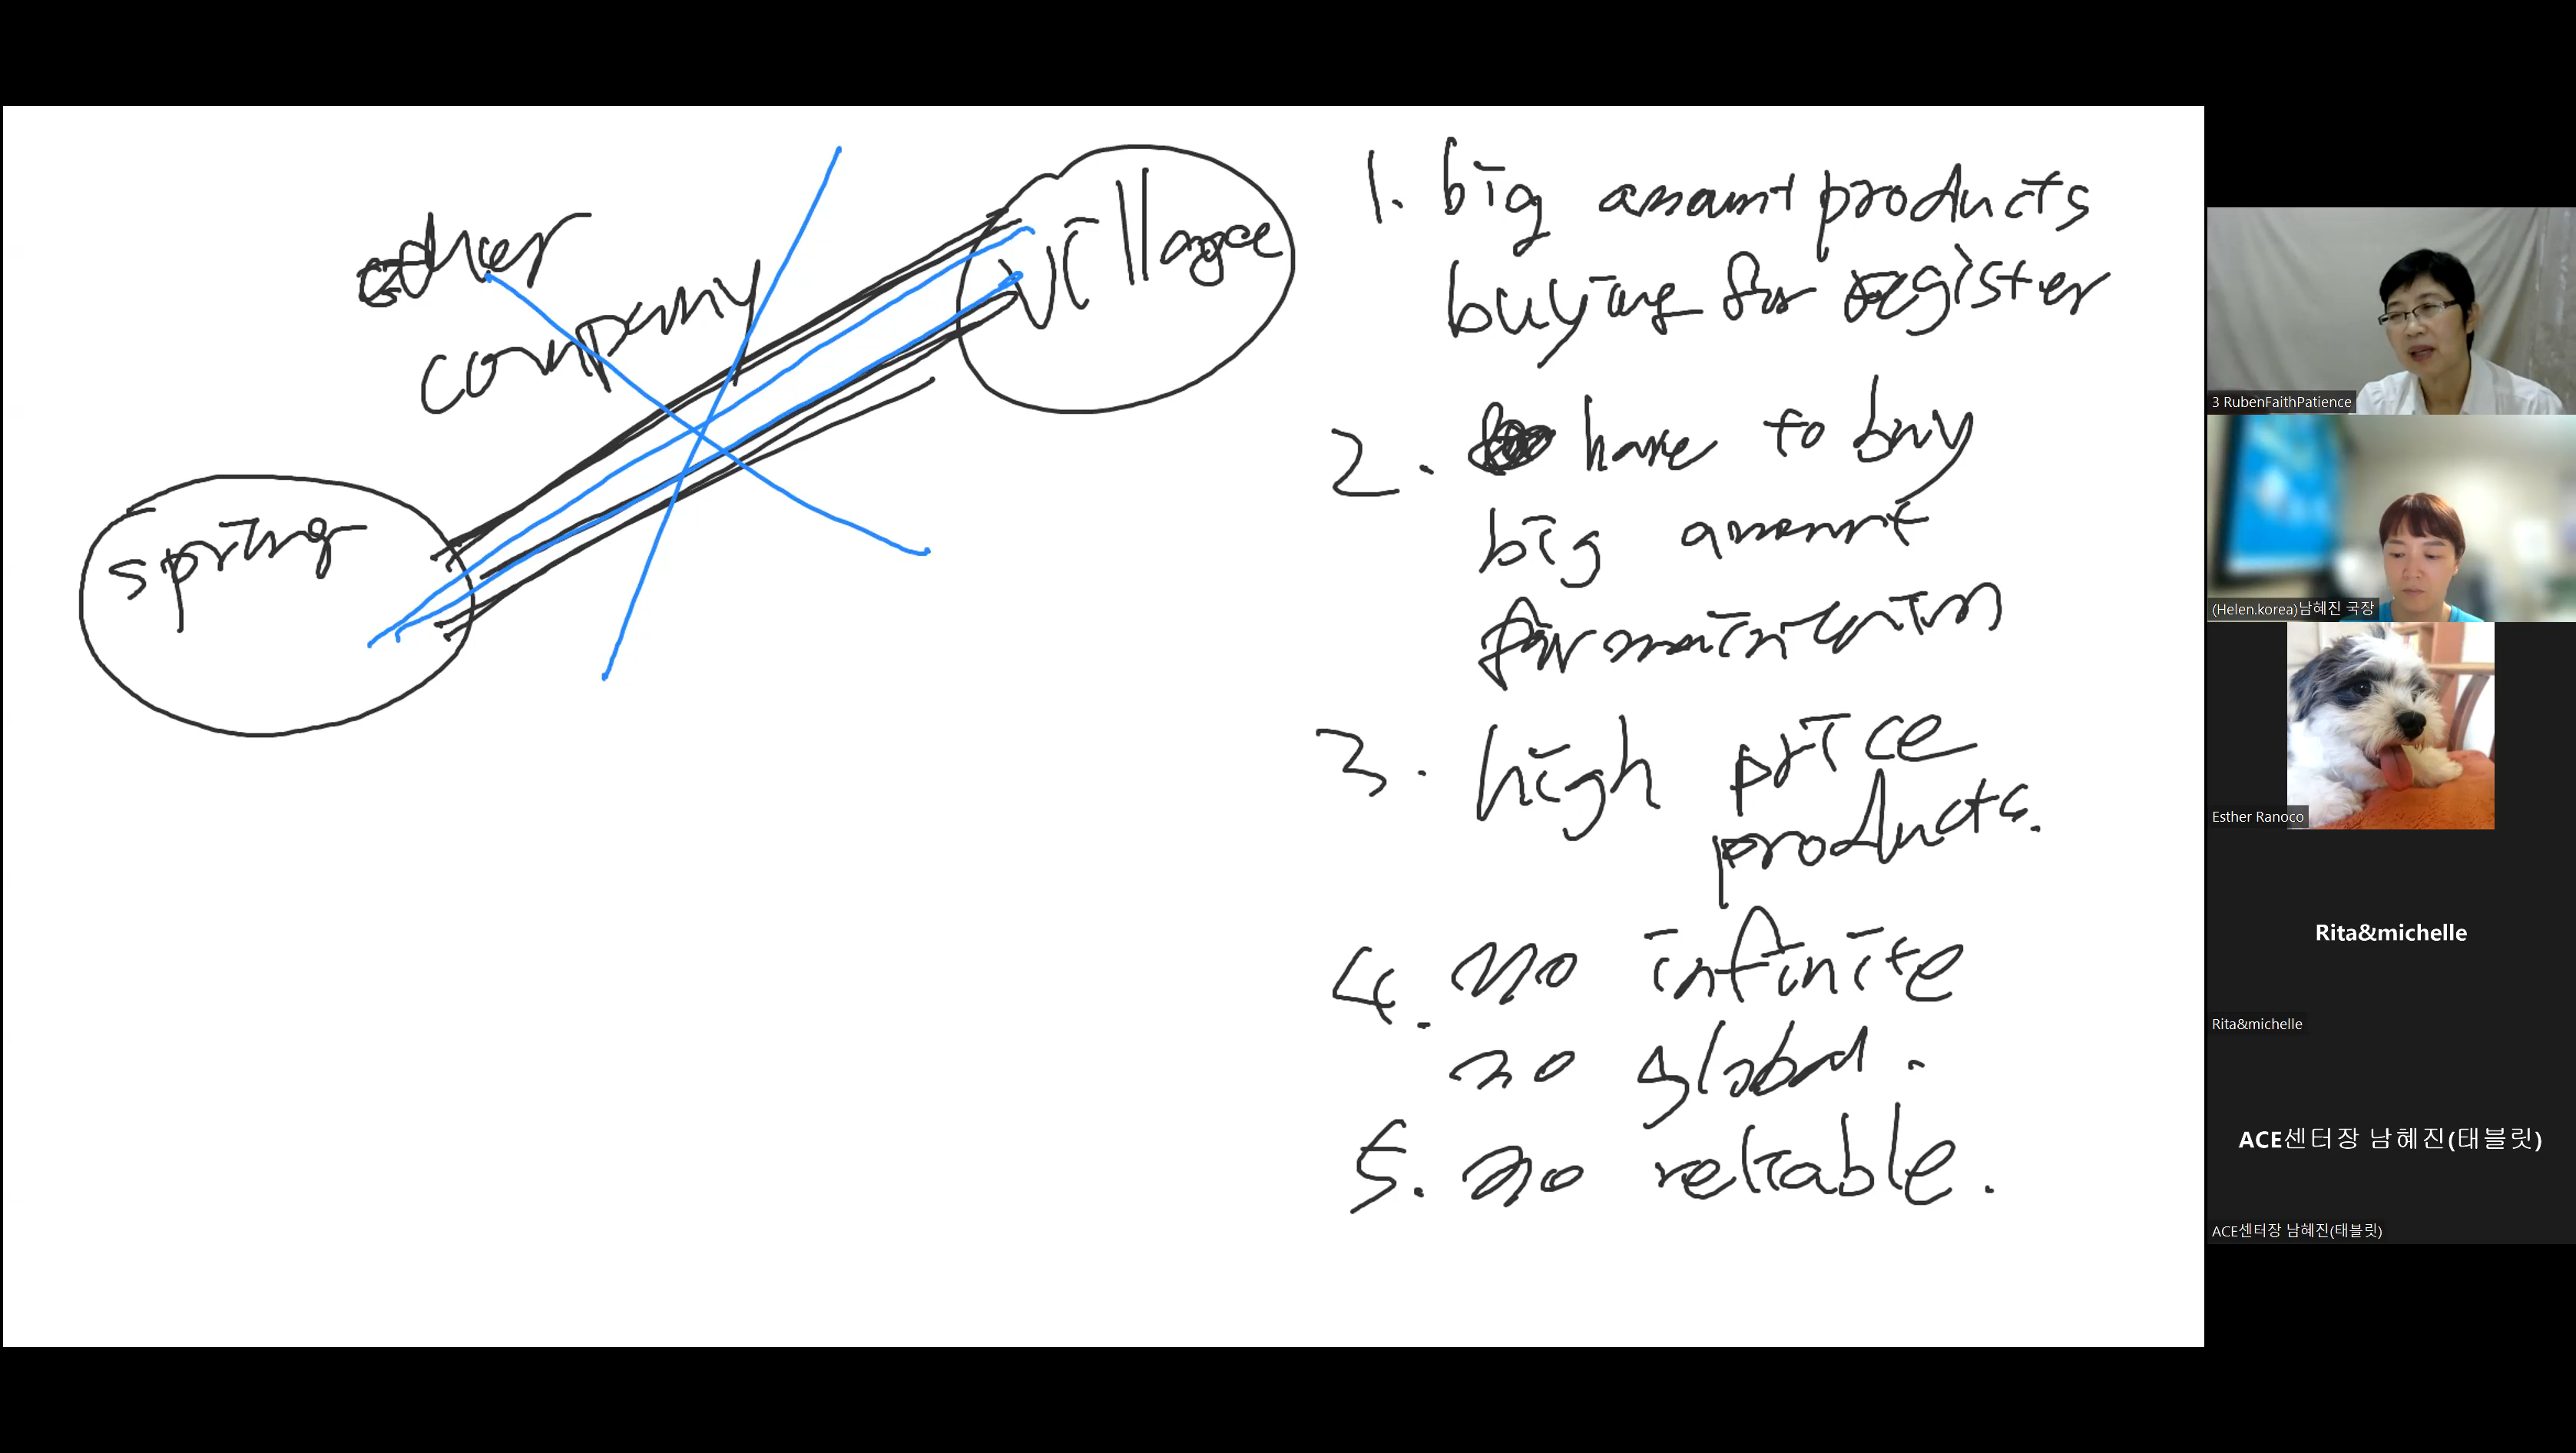 other
company
village
spring
1. big amount products
buying for register
2. have to buy
big amount
for maintain
3. high price
products.
4. no infinite
no global.
5. no reliable.
3 RubenFaithPatience
(Helen.korea)남혜진 국장
Esther Ranoco
Rita&michelle
Rita&michelle
ACE센터장 남혜진(태블릿)
ACE센터장 남혜진(태블릿)